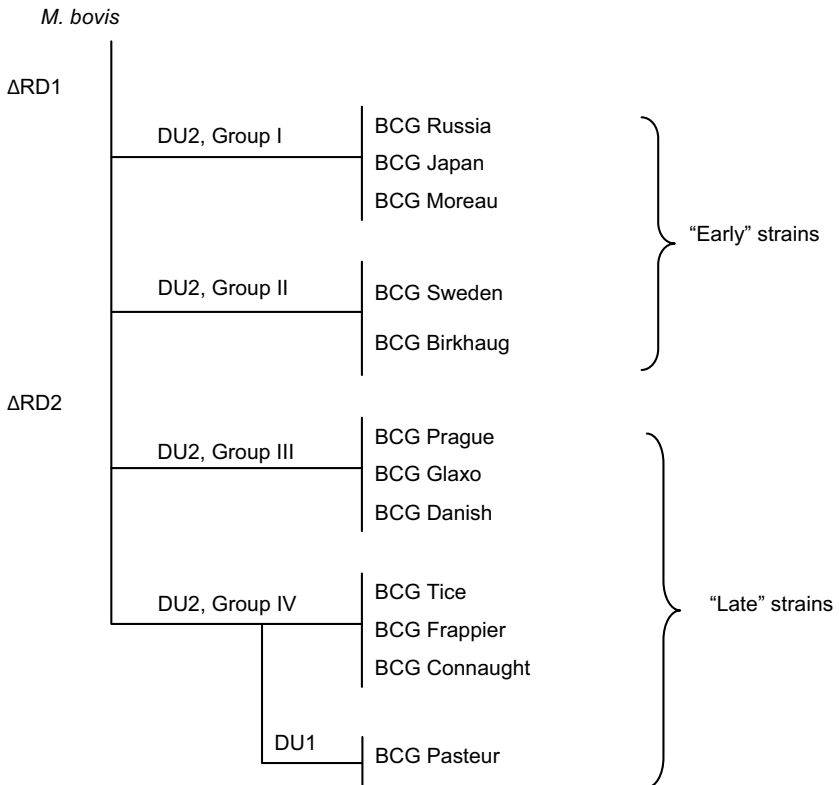 M. bovis
ΔRD1
DU2, Group I
BCG Russia
BCG Japan
BCG Moreau
“Early” strains
DU2, Group II
BCG Sweden
BCG Birkhaug
ΔRD2
DU2, Group III
BCG Prague
BCG Glaxo
BCG Danish
DU2, Group IV
BCG Tice
BCG Frappier
BCG Connaught
“Late” strains
DU1
BCG Pasteur